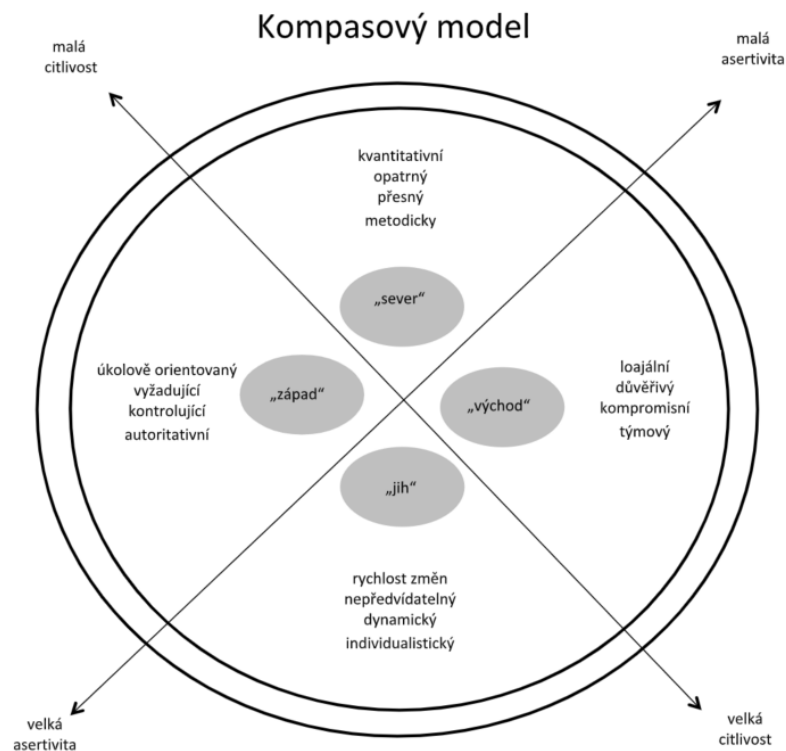 Kompasový model
malá
citlivost
malá
asertivita
kvantitativní
opatrný
přesný
metodicky
„sever“
úkolově orientovaný
vyžadující
kontrolující
autoritativní
„západ“
„východ“
loajální
důvěřivý
kompromisní
týmový
„jih“
rychlost změn
nepředvídatelný
dynamický
individualistický
velká
asertivita
velká
citlivost